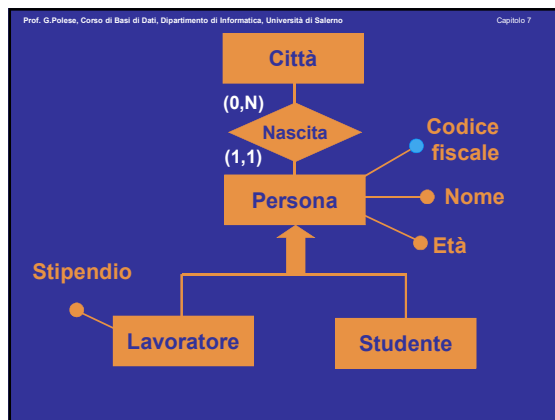 Prof. G.Polese, Corso di Basi di Dati, Dipartimento di Informatica, Università di Salerno
Capitolo 7
Città
(0,N)
Nascita
(1,1)
Codice
fiscale
Persona
Nome
Età
Stipendio
Lavoratore
Studente